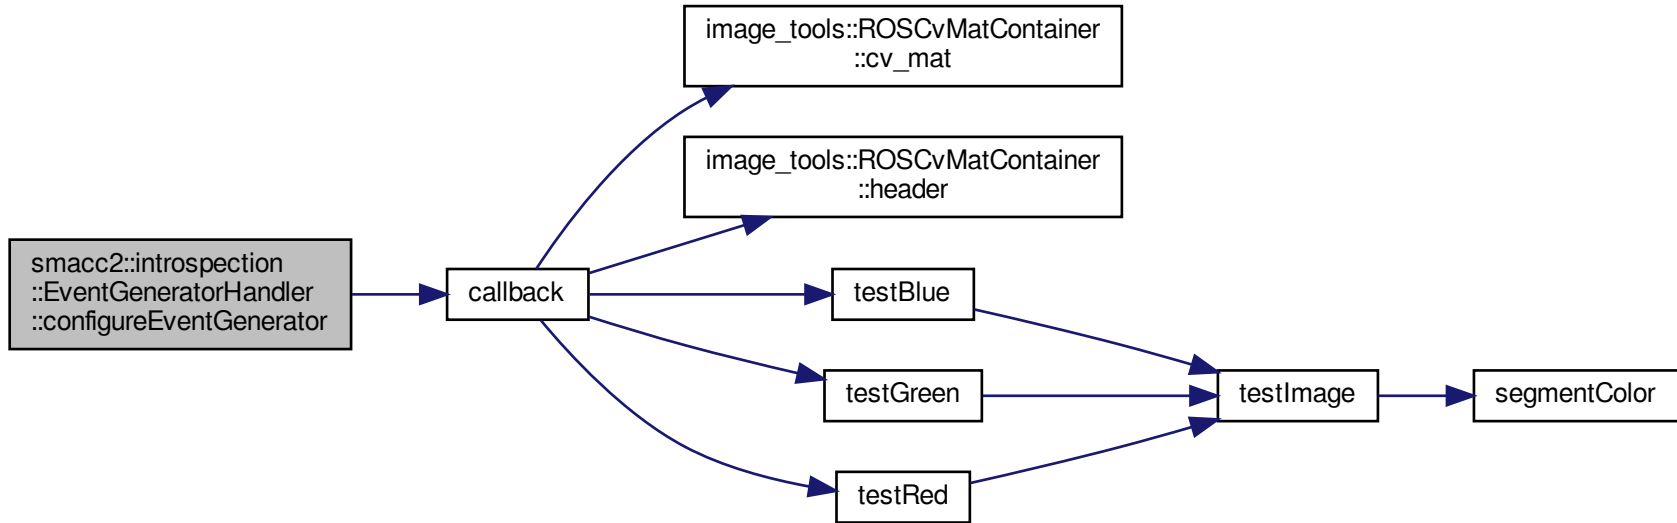 image_tools::ROSCvMatContainer
::cv_mat
image_tools::ROSCvMatContainer
::header
smacc2::introspection
::EventGeneratorHandler
::configureEventGenerator
callback
testBlue
testGreen
testImage
segmentColor
testRed